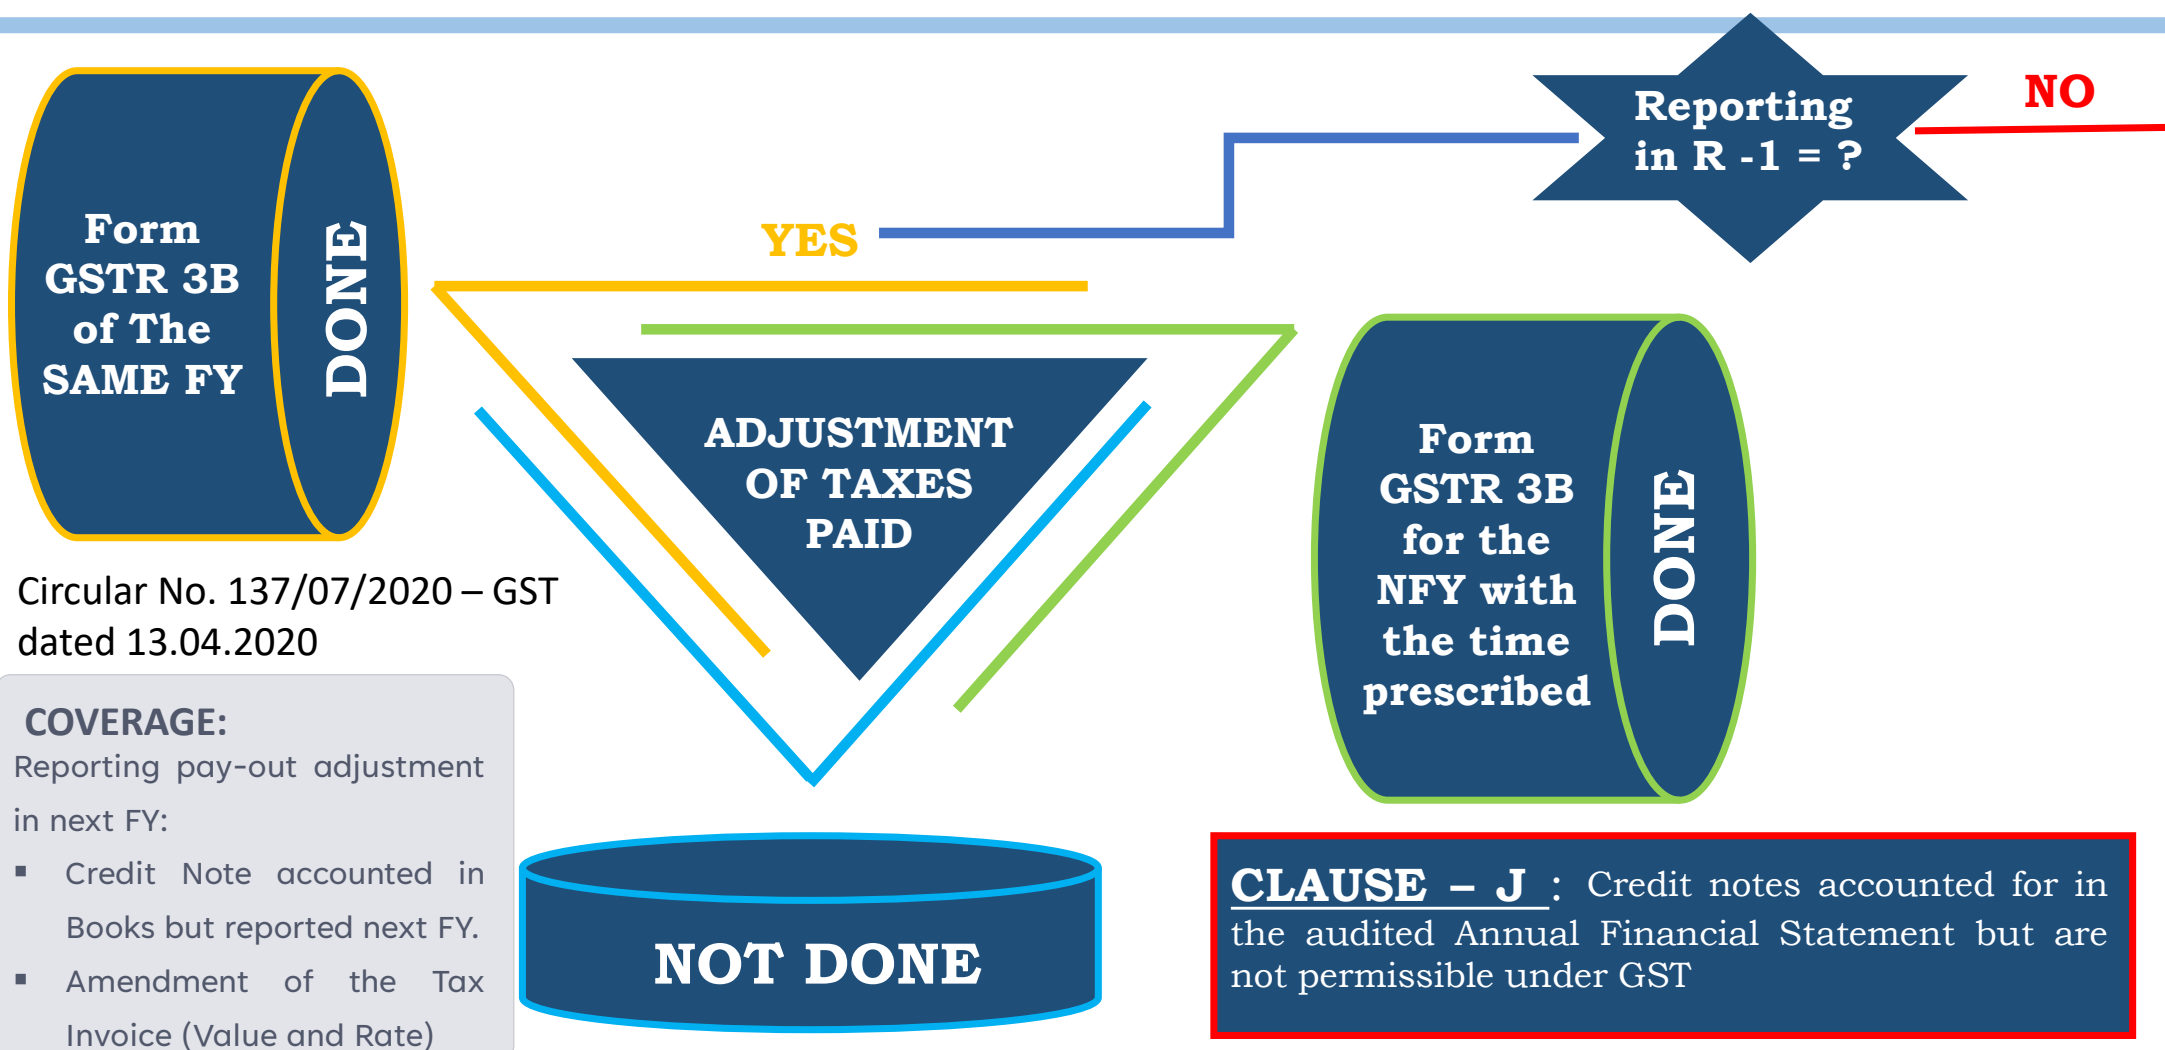 Reporting
in R -1 = ?
NO
YES
Form
GSTR 3B
of The
SAME FY
DONE
ADJUSTMENT
OF TAXES
PAID
Form
GSTR 3B
for the
NFY with
the time
prescribed
DONE
Circular No. 137/07/2020 – GST
dated 13.04.2020
COVERAGE:
Reporting pay-out adjustment
in next FY:
▪ Credit Note accounted in
Books but reported next FY.
▪ Amendment of the Tax
Invoice (Value and Rate)
NOT DONE
CLAUSE – J : Credit notes accounted for in
the audited Annual Financial Statement but are
not permissible under GST